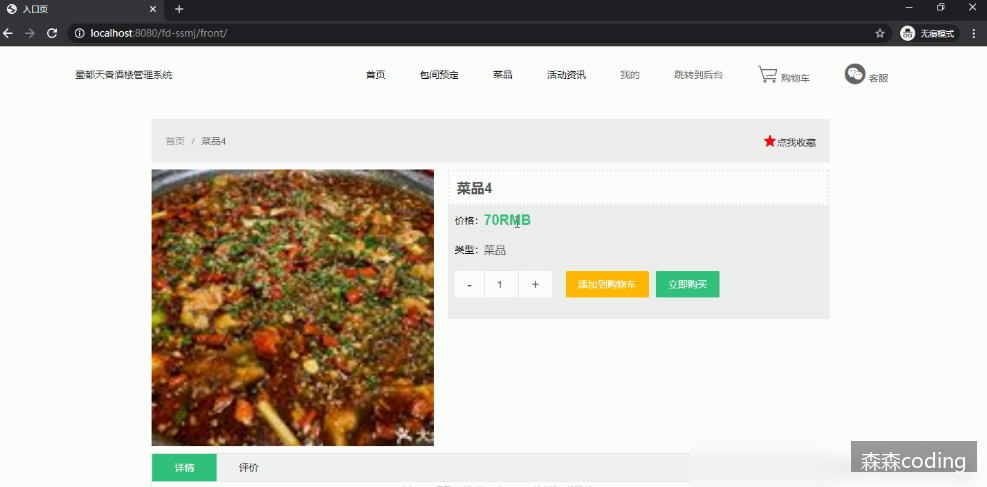 入口页
localhost:8080/fd-ssmj/front/
无痕模式
蜀都天香酒楼管理系统
首页
包间预定
菜品
活动资讯
我的
跳转到后台
购物车
客服
首页 / 菜品4
点我收藏
菜品4
价格：70RMB
类型：菜品
- 1 +
添加到购物车
立即购买
详情
评价
森森coding